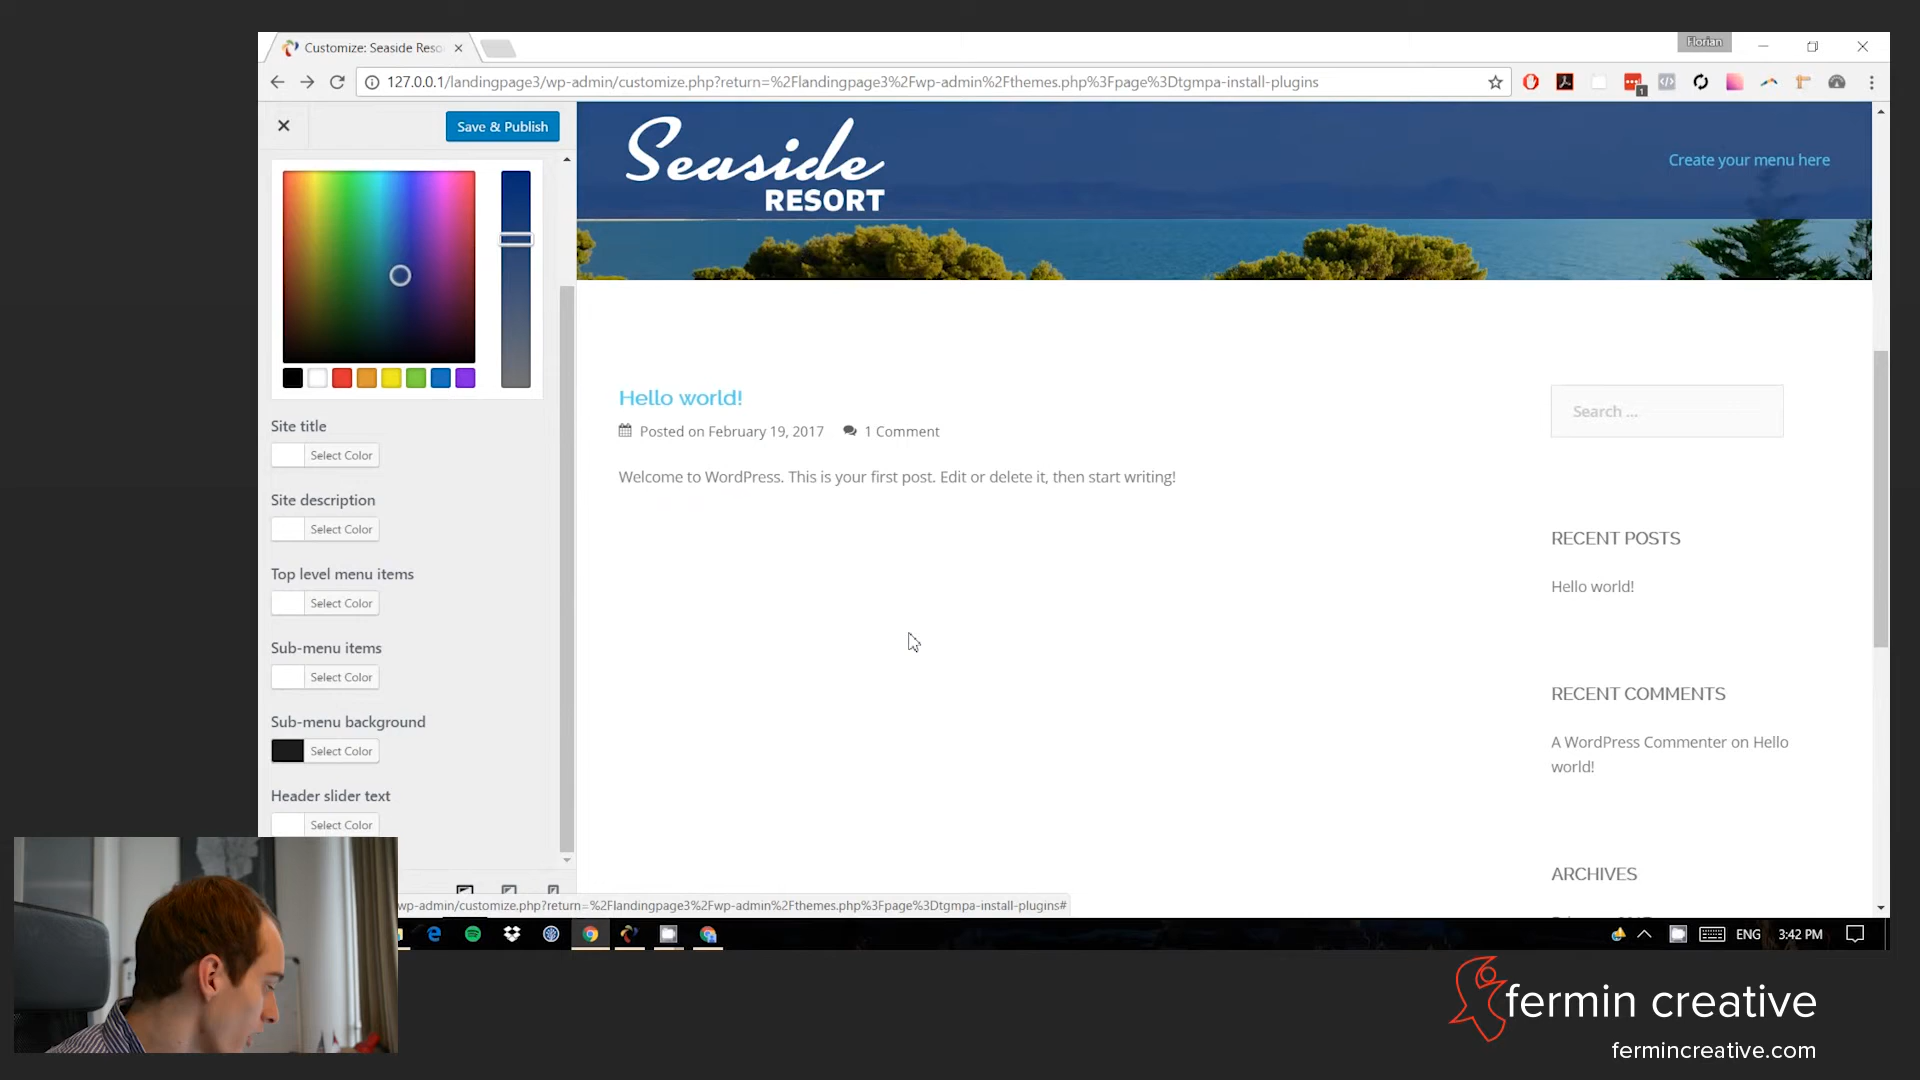 Customize: Seaside Reso
Florian
127.0.0.1/landingpage3/wp-admin/customize.php?return=%2Flandingpage3%2Fwp-admin%2Fthemes.php%3Fpage%3Dtgmpa-install-plugins
1
Save & Publish
Seaside
RESORT
Create your menu here
Site title
Select Color
Site description
Select Color
Top level menu items
Select Color
Sub-menu items
Select Color
Sub-menu background
Select Color
Header slider text
Select Color
Hello world!
Posted on February 19, 2017
1 Comment
Welcome to WordPress. This is your first post. Edit or delete it, then start writing!
Search ...
RECENT POSTS
Hello world!
RECENT COMMENTS
A WordPress Commenter on Hello
world!
ARCHIVES
wp-admin/customize.php?return=%2Flandingpage3%2Fwp-admin%2Fthemes.php%3Fpage%3Dtgmpa-install-plugins#
ENG
3:42 PM
fermin creative
fermincreative.com